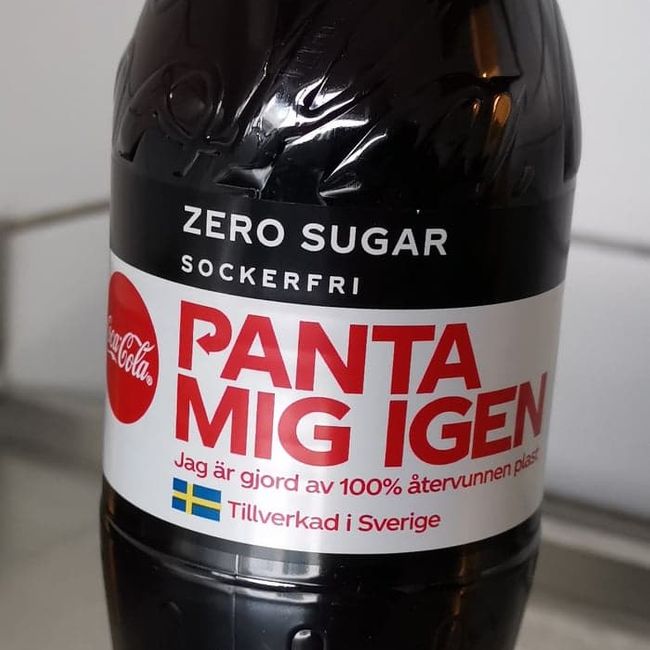 ZERO SUGAR
SOCKERFRI
Coca-Cola
PANTA
MIG IGEN
Jag är gjord av 100% återvunnen plast
Tillverkad i Sverige